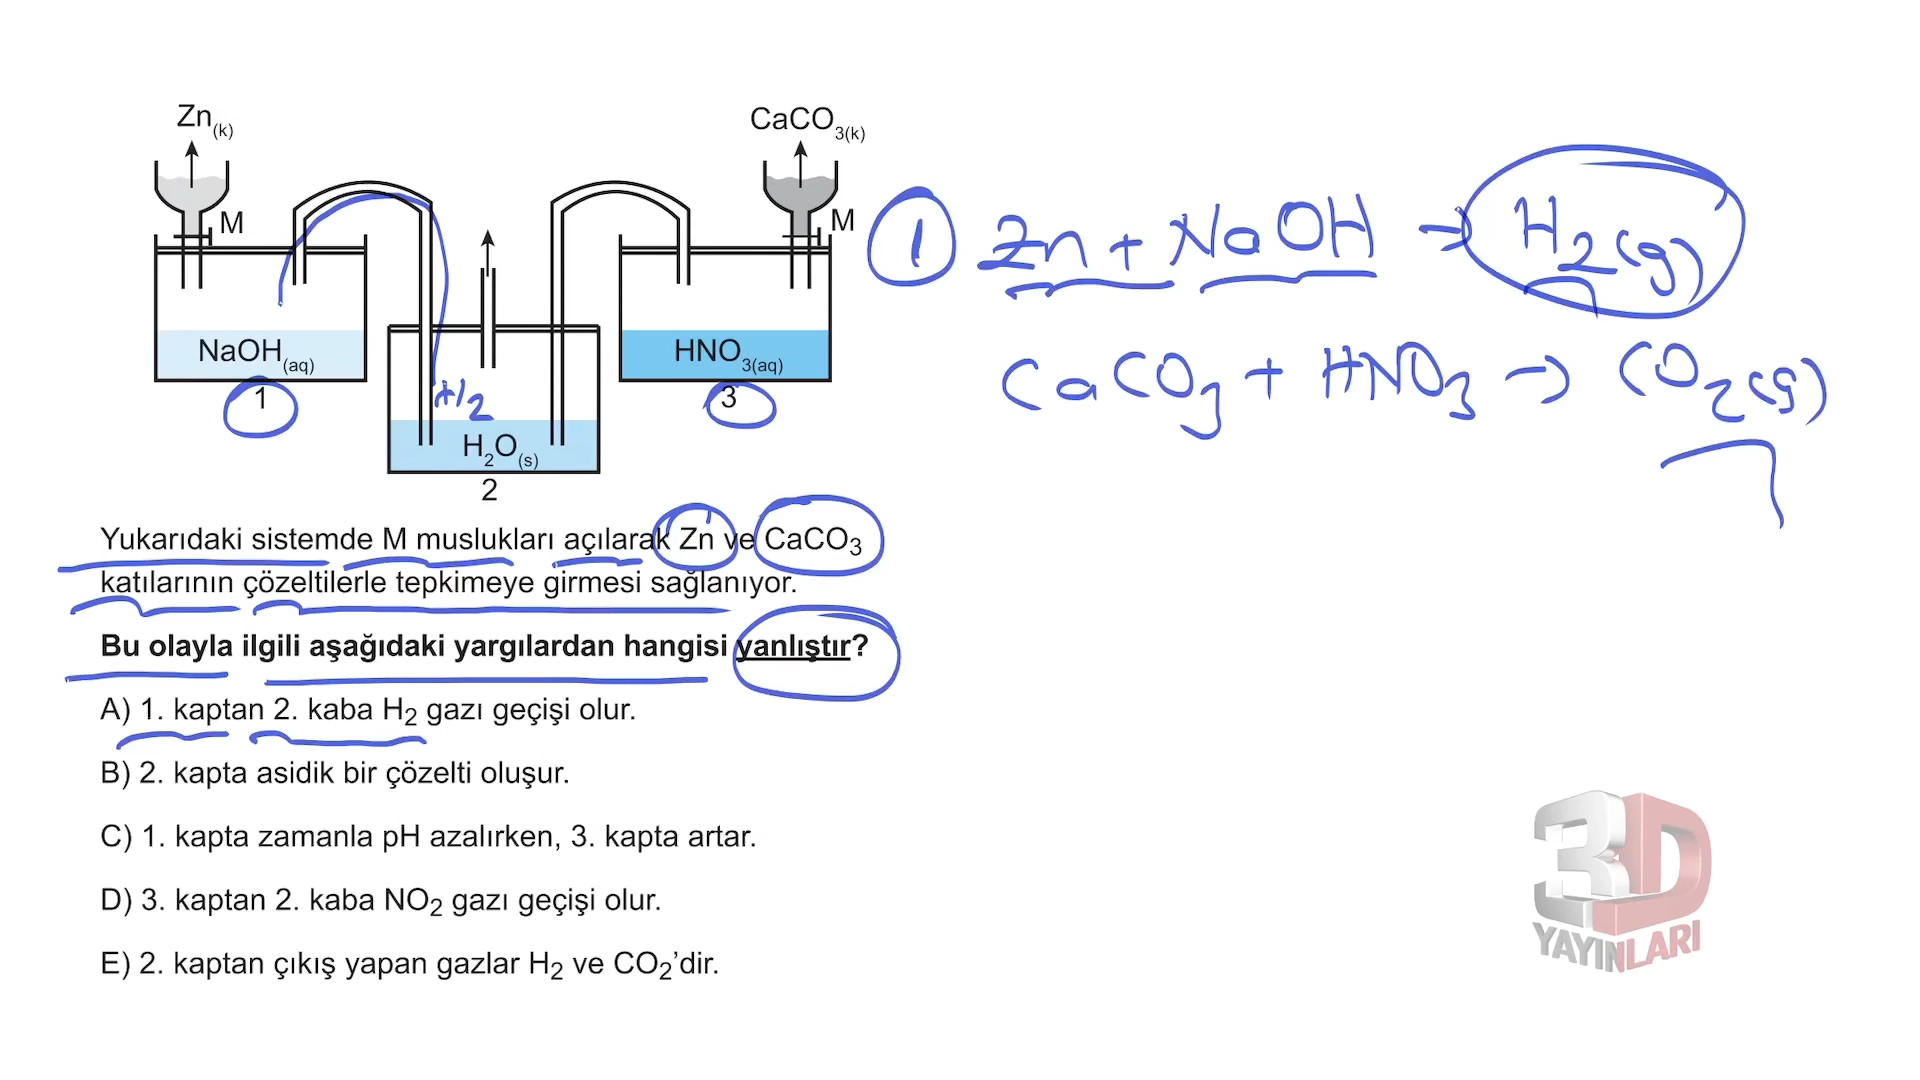 Zn(k)
CaCO3(k)
M
M
NaOH(aq)
HNO3(aq)
1
3
H2
H2O(s)
2
1 Zn + NaOH → H2(g)
CaCO3 + HNO3 → CO2(g)
Yukarıdaki sistemde M muslukları açılarak Zn ve CaCO3
katılarının çözeltilerle tepkimeye girmesi sağlanıyor.
Bu olayla ilgili aşağıdaki yargılardan hangisi yanlıştır?
A) 1. kaptan 2. kaba H2 gazı geçişi olur.
B) 2. kapta asidik bir çözelti oluşur.
C) 1. kapta zamanla pH azalırken, 3. kapta artar.
D) 3. kaptan 2. kaba NO2 gazı geçişi olur.
E) 2. kaptan çıkış yapan gazlar H2 ve CO2’dir.
3D
YAYINLARI